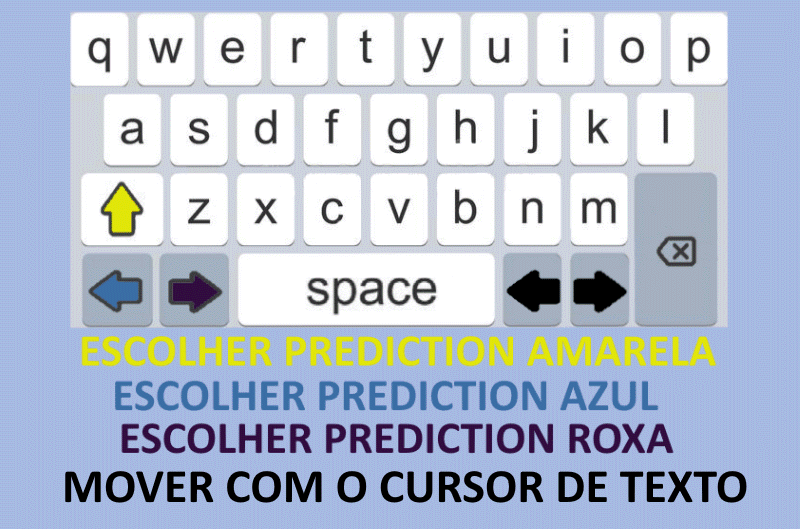 q w e r t y u i o p
a s d f g h j k l
z x c v b n m
space
ESCOLHER PREDICTION AMARELA
ESCOLHER PREDICTION AZUL
ESCOLHER PREDICTION ROXA
MOVER COM O CURSOR DE TEXTO